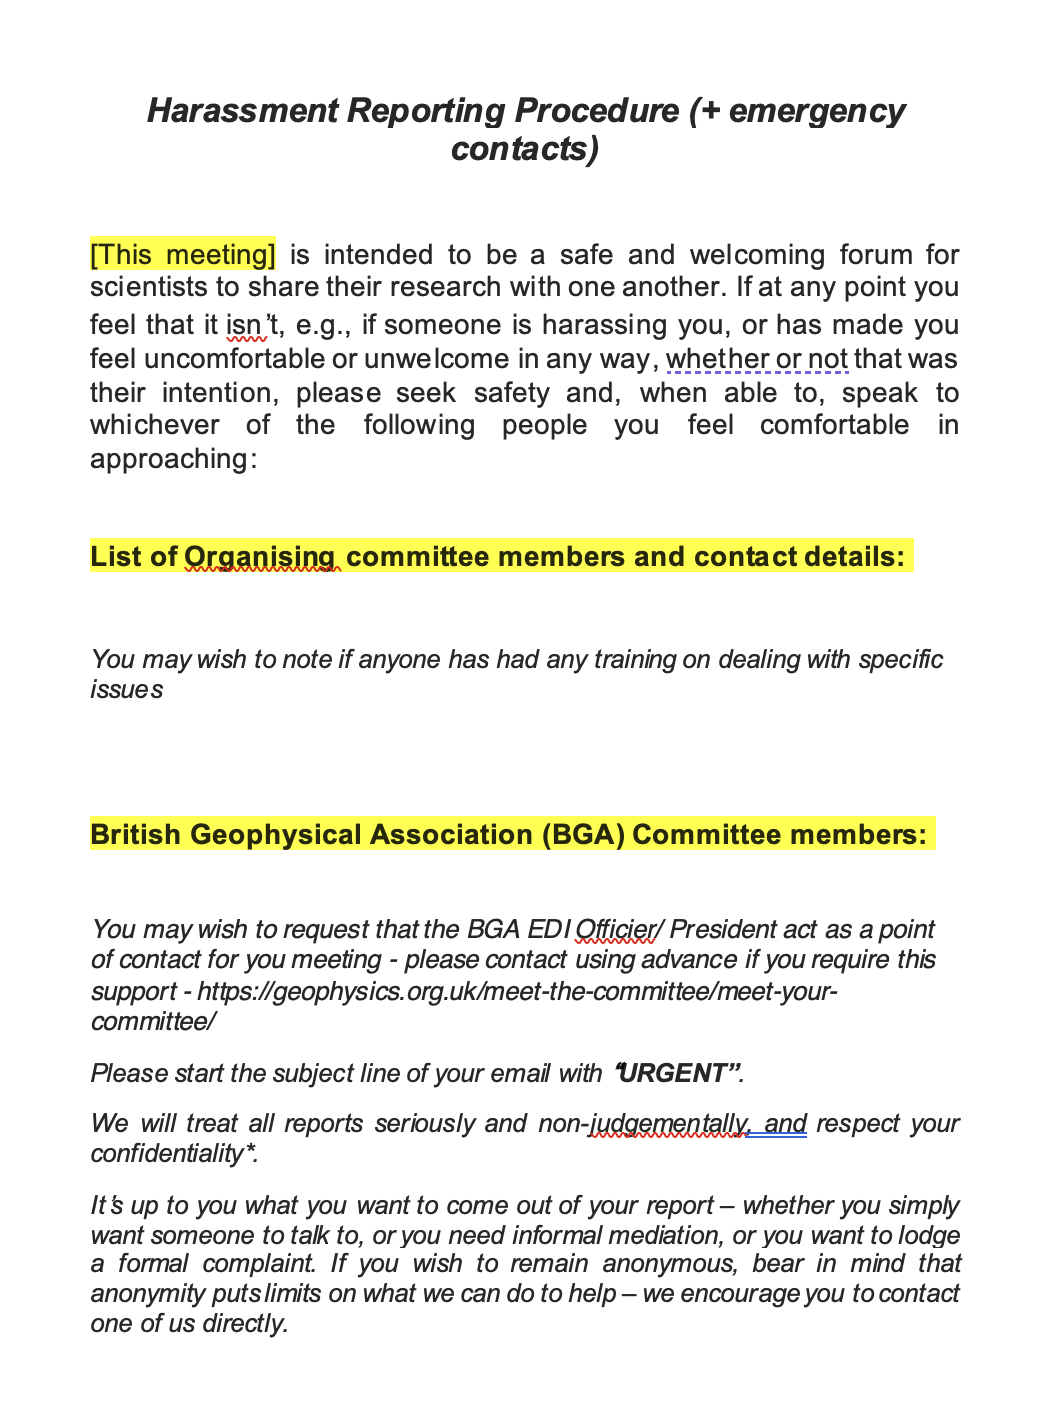 Harassment Reporting Procedure (+ emergency
contacts)
[This meeting] is intended to be a safe and welcoming forum for
scientists to share their research with one another. If at any point you
feel that it isn’t, e.g., if someone is harassing you, or has made you
feel uncomfortable or unwelcome in any way, whether or not that was
their intention, please seek safety and, when able to, speak to
whichever of the following people you feel comfortable in
approaching:
List of Organising committee members and contact details:
You may wish to note if anyone has had any training on dealing with specific
issues
British Geophysical Association (BGA) Committee members:
You may wish to request that the BGA EDI Officier/ President act as a point
of contact for you meeting - please contact using advance if you require this
support - https://geophysics.org.uk/meet-the-committee/meet-your-
committee/
Please start the subject line of your email with “URGENT”.
We will treat all reports seriously and non-judgementally, and respect your
confidentiality*.
It’s up to you what you want to come out of your report – whether you simply
want someone to talk to, or you need informal mediation, or you want to lodge
a formal complaint. If you wish to remain anonymous, bear in mind that
anonymity puts limits on what we can do to help – we encourage you to contact
one of us directly.